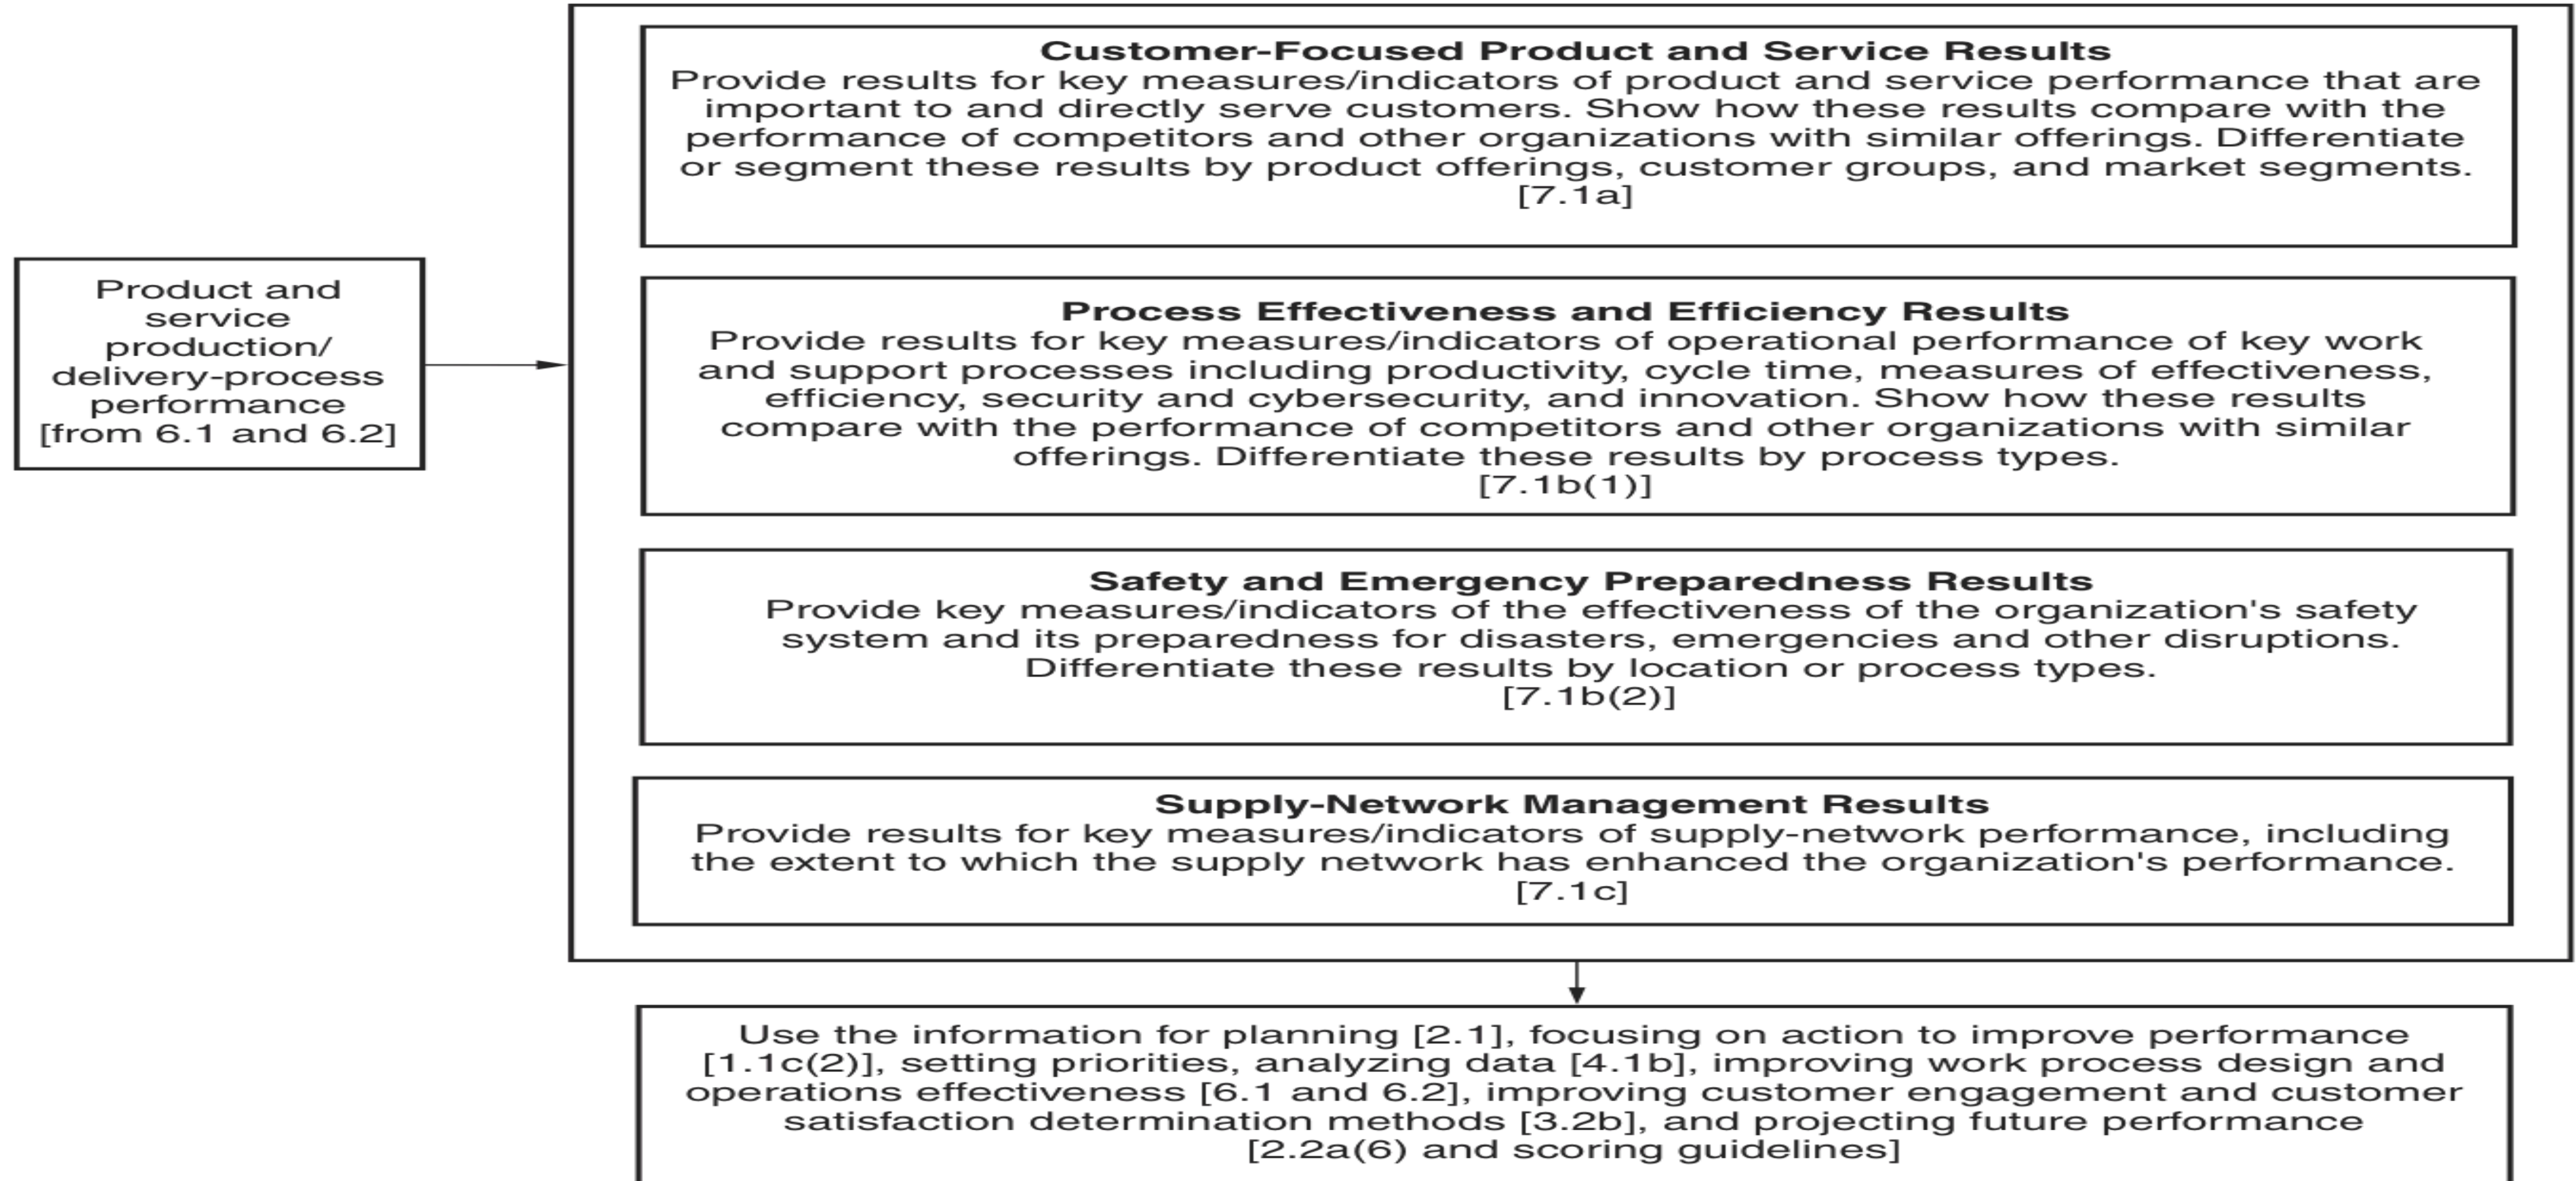 Customer-Focused Product and Service Results
Provide results for key measures/indicators of product and service performance that are
important to and directly serve customers. Show how these results compare with the
performance of competitors and other organizations with similar offerings. Differentiate
or segment these results by product offerings, customer groups, and market segments.
[7.1a]
Product and
service
production/
delivery-process
performance
[from 6.1 and 6.2]
Process Effectiveness and Efficiency Results
Provide results for key measures/indicators of operational performance of key work
and support processes including productivity, cycle time, measures of effectiveness,
efficiency, security and cybersecurity, and innovation. Show how these results
compare with the performance of competitors and other organizations with similar
offerings. Differentiate these results by process types.
[7.1b(1)]
Safety and Emergency Preparedness Results
Provide key measures/indicators of the effectiveness of the organization's safety
system and its preparedness for disasters, emergencies and other disruptions.
Differentiate these results by location or process types.
[7.1b(2)]
Supply-Network Management Results
Provide results for key measures/indicators of supply-network performance, including
the extent to which the supply network has enhanced the organization's performance.
[7.1c]
Use the information for planning [2.1], focusing on action to improve performance
[1.1c(2)], setting priorities, analyzing data [4.1b], improving work process design and
operations effectiveness [6.1 and 6.2], improving customer engagement and customer
satisfaction determination methods [3.2b], and projecting future performance
[2.2a(6) and scoring guidelines]